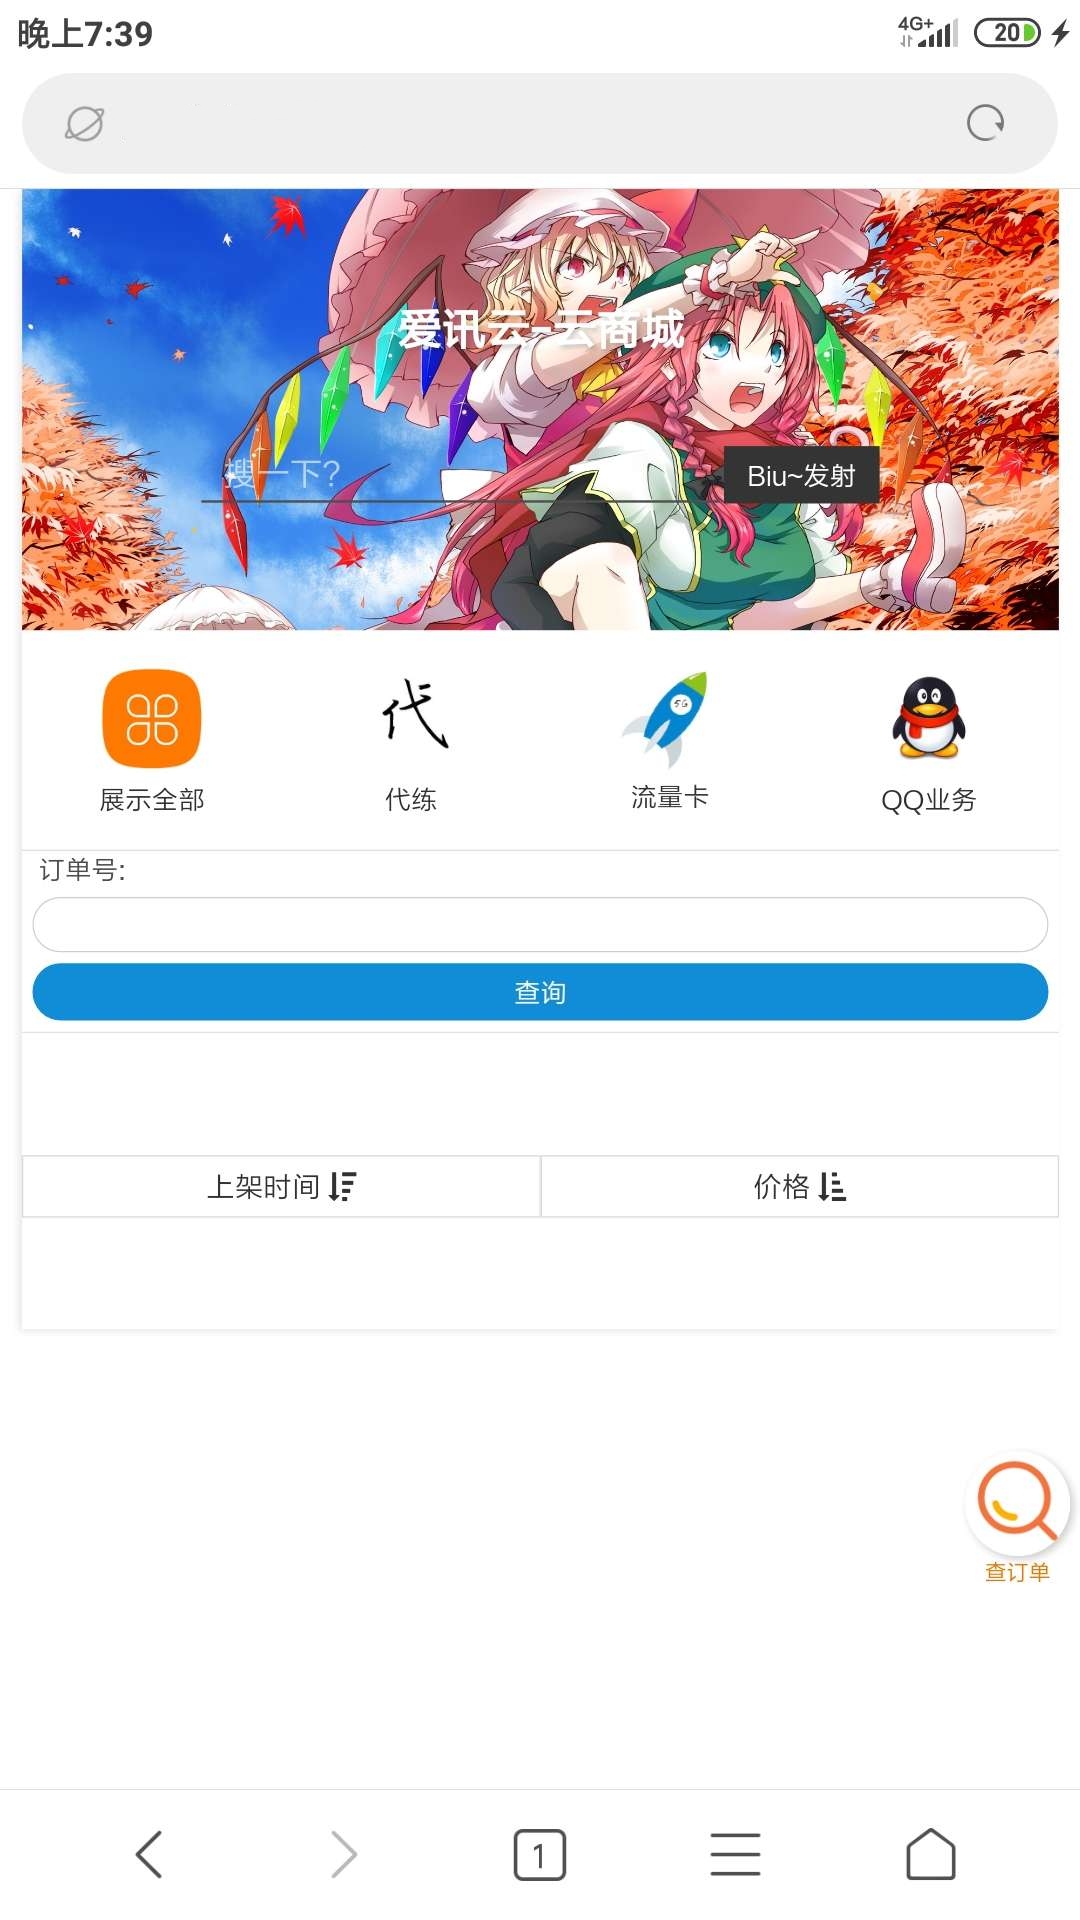 晚上7:39
4G+
20
爱讯云-云商城
搜一下?
Biu~发射
5G
展示全部
代
代练
流量卡
QQ业务
订单号:
查询
上架时间
价格
查订单
1